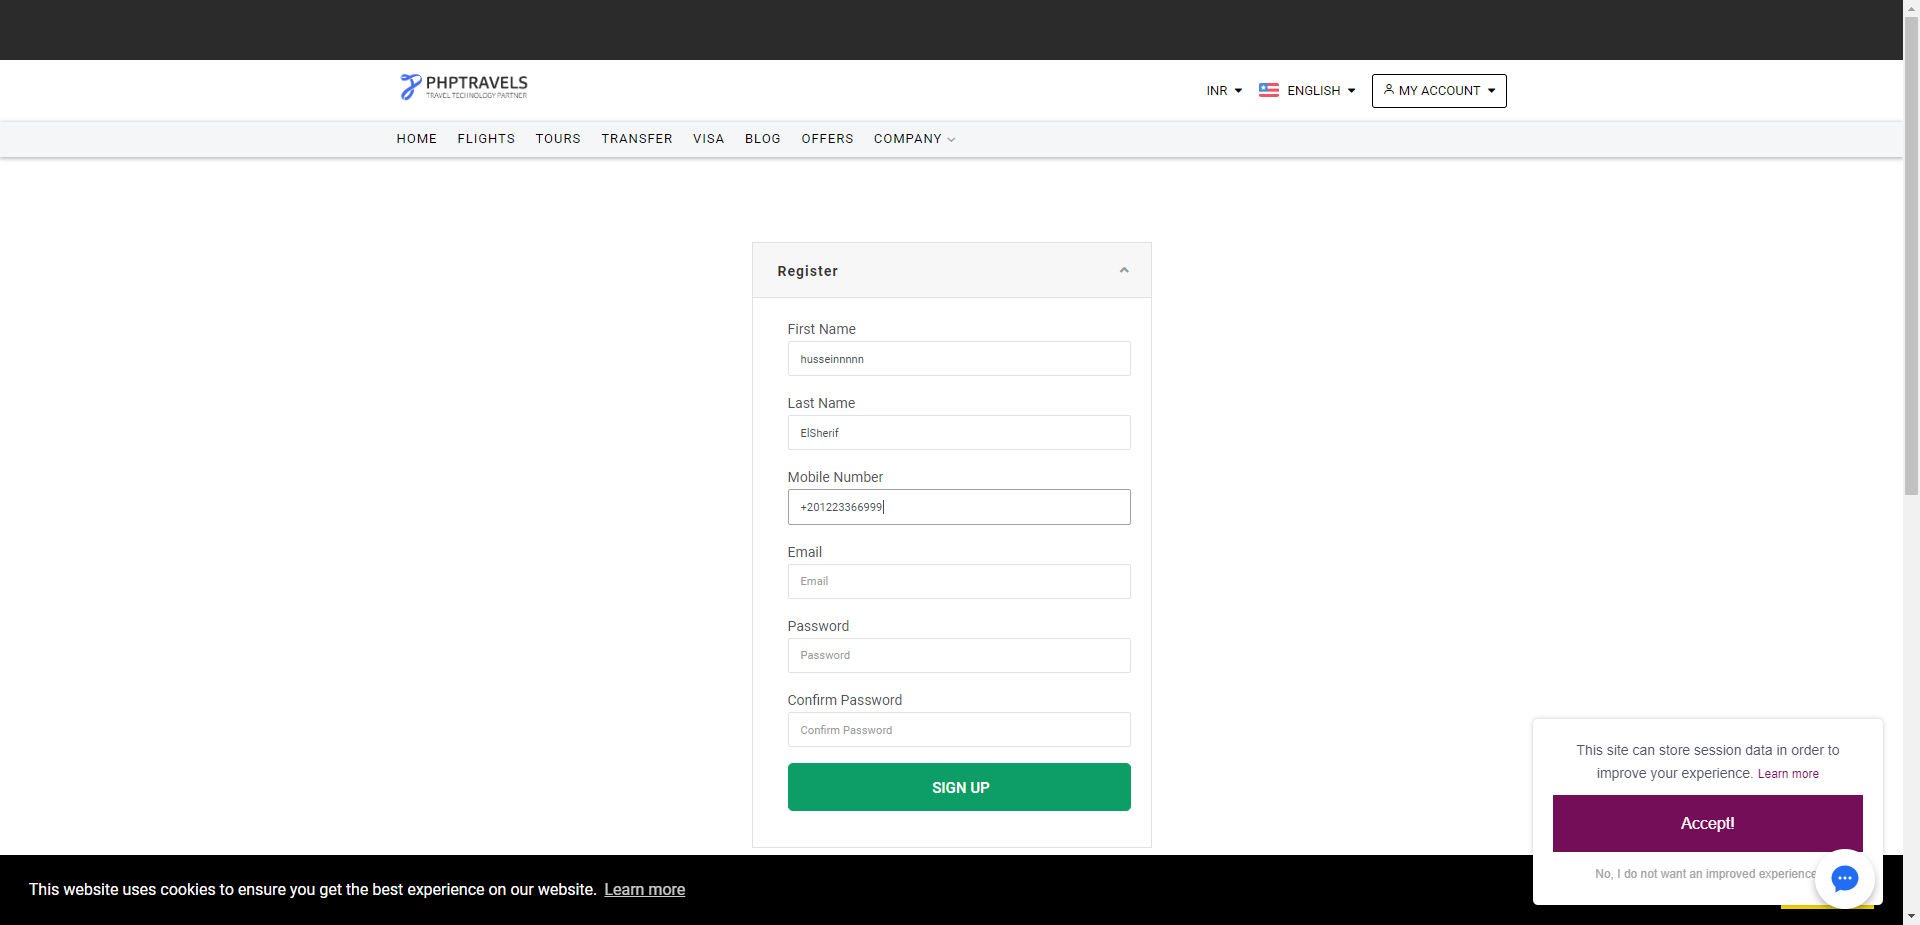 PHPTRAVELS
TRAVEL TECHNOLOGY PARTNER
INR
ENGLISH
MY ACCOUNT
HOME FLIGHTS TOURS TRANSFER VISA BLOG OFFERS COMPANY
Register
First Name
husseinnnnn
Last Name
ElSherif
Mobile Number
+201223366999
Email
Email
Password
Password
Confirm Password
Confirm Password
SIGN UP
This site can store session data in order to
improve your experience. Learn more
Accept!
No, I do not want an improved experience
This website uses cookies to ensure you get the best experience on our website. Learn more